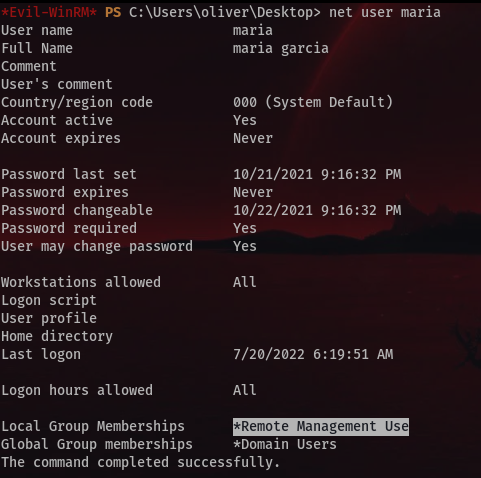 *Evil-WinRM* PS C:\Users\oliver\Desktop> net user maria
User name maria
Full Name maria garcia
Comment
User's comment
Country/region code 000 (System Default)
Account active Yes
Account expires Never
Password last set 10/21/2021 9:16:32 PM
Password expires Never
Password changeable 10/22/2021 9:16:32 PM
Password required Yes
User may change password Yes
Workstations allowed All
Logon script
User profile
Home directory
Last logon 7/20/2022 6:19:51 AM
Logon hours allowed All
Local Group Memberships *Remote Management Use
Global Group memberships *Domain Users
The command completed successfully.